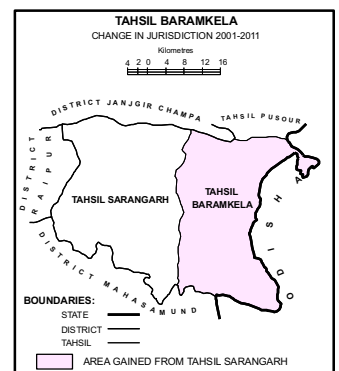 TAHSIL BARAMKELA
CHANGE IN JURISDICTION 2001-2011
Kilometres
4 2 0 4 8 12 16
DISTRICT JANJGIR CHAMPA
TAHSIL PUSOUR
DISTRICT
RAIPUR
TAHSIL SARANGARH
TAHSIL
BARAMKELA
ODISHA
DISTRICT MAHASAMUND
BOUNDARIES:
STATE
DISTRICT
TAHSIL
AREA GAINED FROM TAHSIL SARANGARH